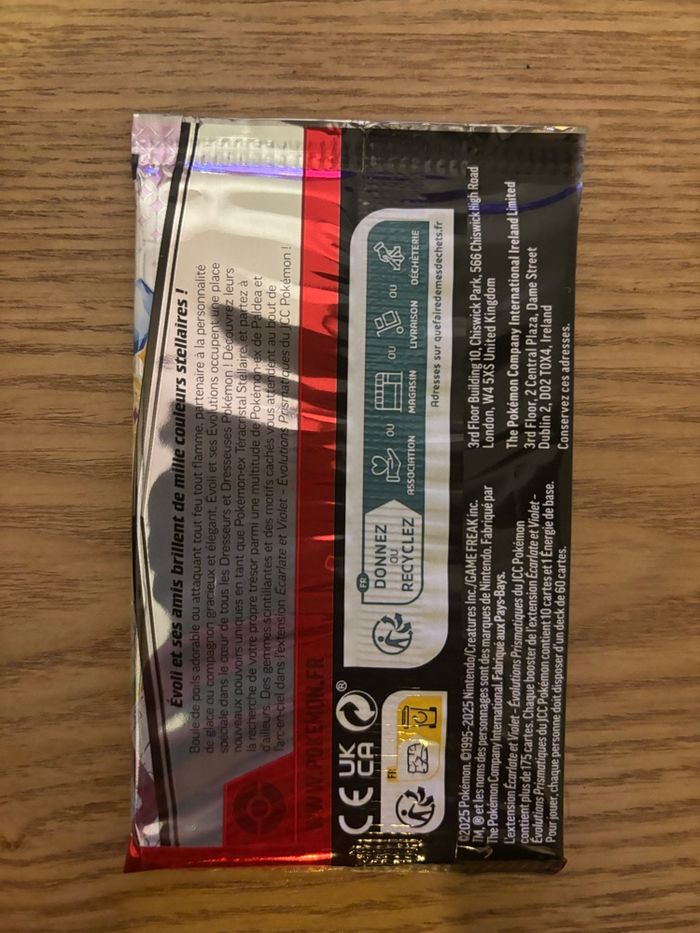 Évoli et ses amis brillent de mille couleurs stellaires !
Boule de poils adorable ou attaquant tout feu tout flamme, partenaire à la personnalité
de glace ou compagnon gracieux et élégant, Évoli et ses Évolutions occupent une place
spéciale dans le cœur de tous les Dresseurs et Dresseuses Pokémon ! Découvrez leurs
nouveaux pouvoirs uniques en tant que Pokémon-ex Téracristal Stellaire, et partez à
la recherche de votre propre trésor parmi une multitude de Pokémon-ex de Paldea et
d'ailleurs. Des gemmes scintillantes et des motifs cachés vous attendent au bout de
l'arc-en-ciel dans l'extension Écarlate et Violet – Évolutions Prismatiques du JCC Pokémon !
WWW.POKEMON.FR
CE UK
CA
®
FR
FR
DONNEZ
OU
RECYCLEZ
ASSOCIATION OU MAGASIN OU LIVRAISON OU DÉCHÈTERIE
Adresses sur quefairedemesdechets.fr
©2025 Pokémon. ©1995-2025 Nintendo/Creatures Inc./GAME FREAK inc.
TM, ® et les noms des personnages sont des marques de Nintendo. Fabriqué par
The Pokémon Company International. Fabriqué aux Pays-Bays.
L'extension Écarlate et Violet – Évolutions Prismatiques du JCC Pokémon
contient plus de 175 cartes. Chaque booster de l'extension Écarlate et Violet –
Évolutions Prismatiques du JCC Pokémon contient 10 cartes et 1 Énergie de base.
Pour jouer, chaque personne doit disposer d'un deck de 60 cartes.
3rd Floor Building 10, Chiswick Park, 566 Chiswick High Road
London, W4 5XS United Kingdom
The Pokémon Company International Ireland Limited
3rd Floor, 2 Central Plaza, Dame Street
Dublin 2, D02 T0X4, Ireland
Conservez ces adresses.